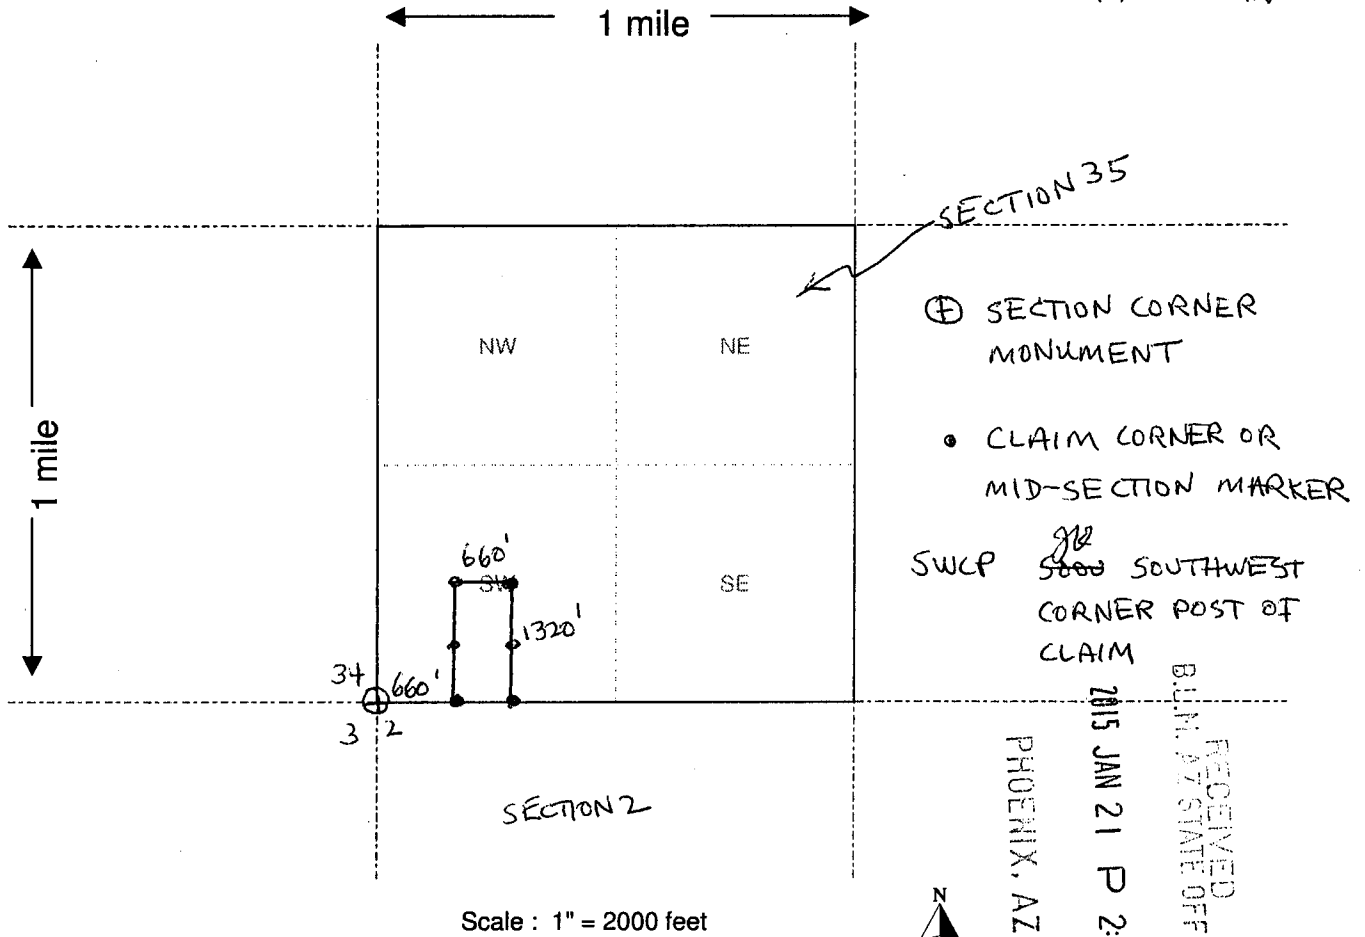 1 mile
SECTION 35
NW
NE
⊕ SECTION CORNER
MONUMENT
1 mile
• CLAIM CORNER OR
MID-SECTION MARKER
660'
SW
SE
SWCP SOUTHWEST
CORNER POST OF
CLAIM
1320'
34
660'
3
2
SECTION 2
RECEIVED
B.L.M. AZ STATE OFF
2015 JAN 21 P 2:
PHOENIX, AZ
N
Scale : 1" = 2000 feet